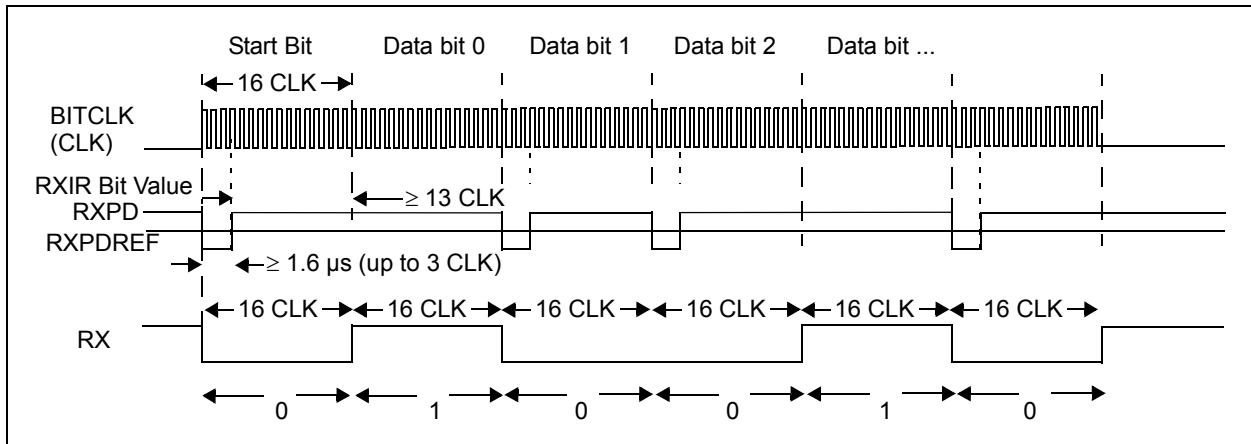 Start Bit Data bit 0 Data bit 1 Data bit 2 Data bit ...
16 CLK
BITCLK
(CLK)
RXIR Bit Value
≥ 13 CLK
RXPD
RXPDREF
≥ 1.6 µs (up to 3 CLK)
16 CLK 16 CLK 16 CLK 16 CLK 16 CLK 16 CLK
RX
0 1 0 0 1 0